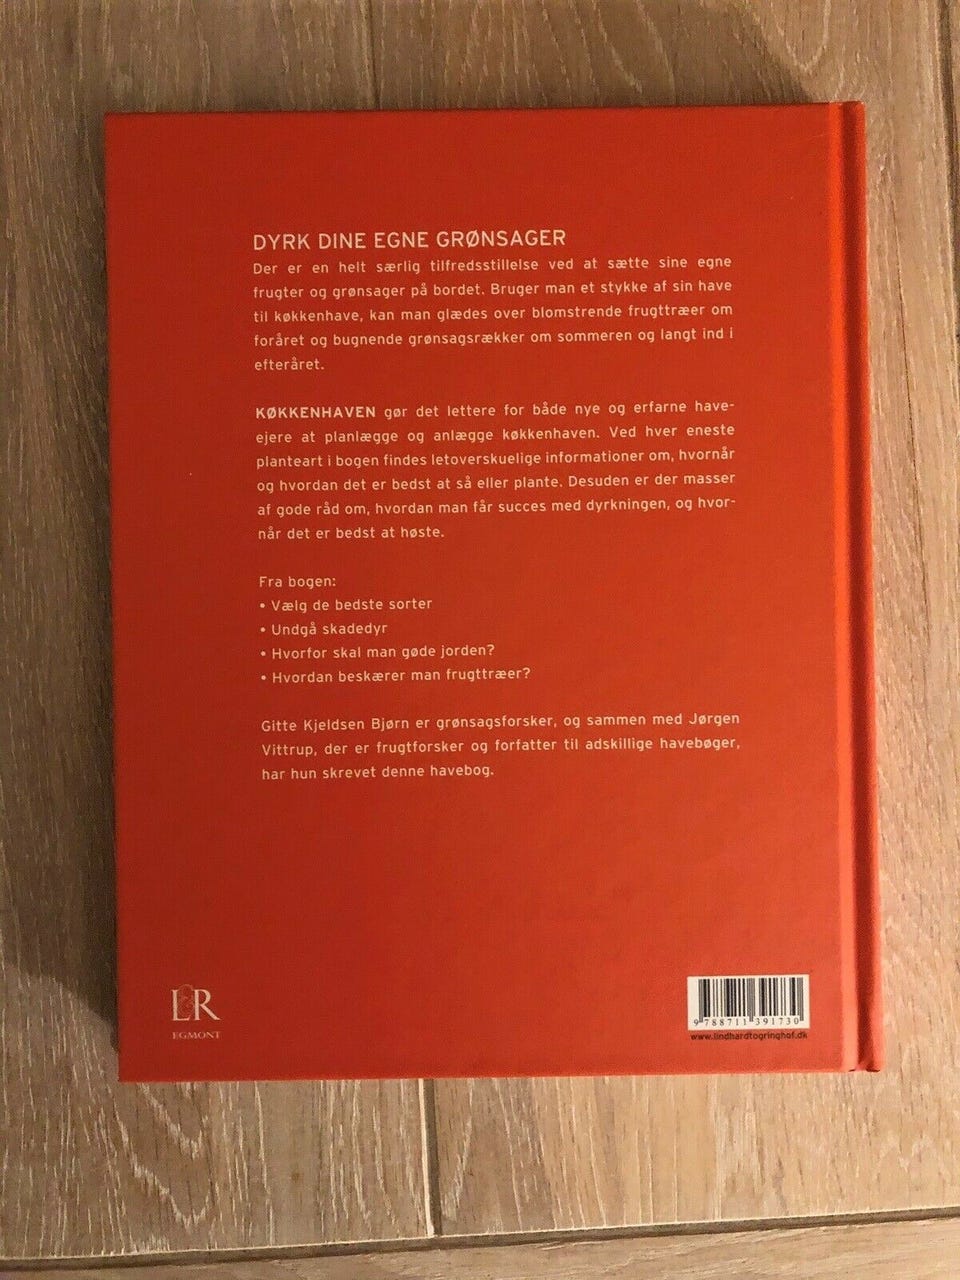 DYRK DINE EGNE GRØNSAGER
Der er en helt særlig tilfredsstillelse ved at sætte sine egne
frugter og grønsager på bordet. Bruger man et stykke af sin have
til køkkenhave, kan man glædes over blomstrende frugttræer om
foråret og bugnende grønsagsrækker om sommeren og langt ind i
efteråret.
KØKKENHAVEN gør det lettere for både nye og erfarne have-
ejere at planlægge og anlægge køkkenhaven. Ved hver eneste
planteart i bogen findes letoverskuelige informationer om, hvornår
og hvordan det er bedst at så eller plante. Desuden er der masser
af gode råd om, hvordan man får succes med dyrkningen, og hvor-
når det er bedst at høste.
Fra bogen:
• Vælg de bedste sorter
• Undgå skadedyr
• Hvorfor skal man gøde jorden?
• Hvordan beskærer man frugttræer?
Gitte Kjeldsen Bjørn er grønsagsforsker, og sammen med Jørgen
Vittrup, der er frugtforsker og forfatter til adskillige havebøger,
har hun skrevet denne havebog.
L&R
EGMONT
9 788711 391730
www.lindhardtogringhof.dk